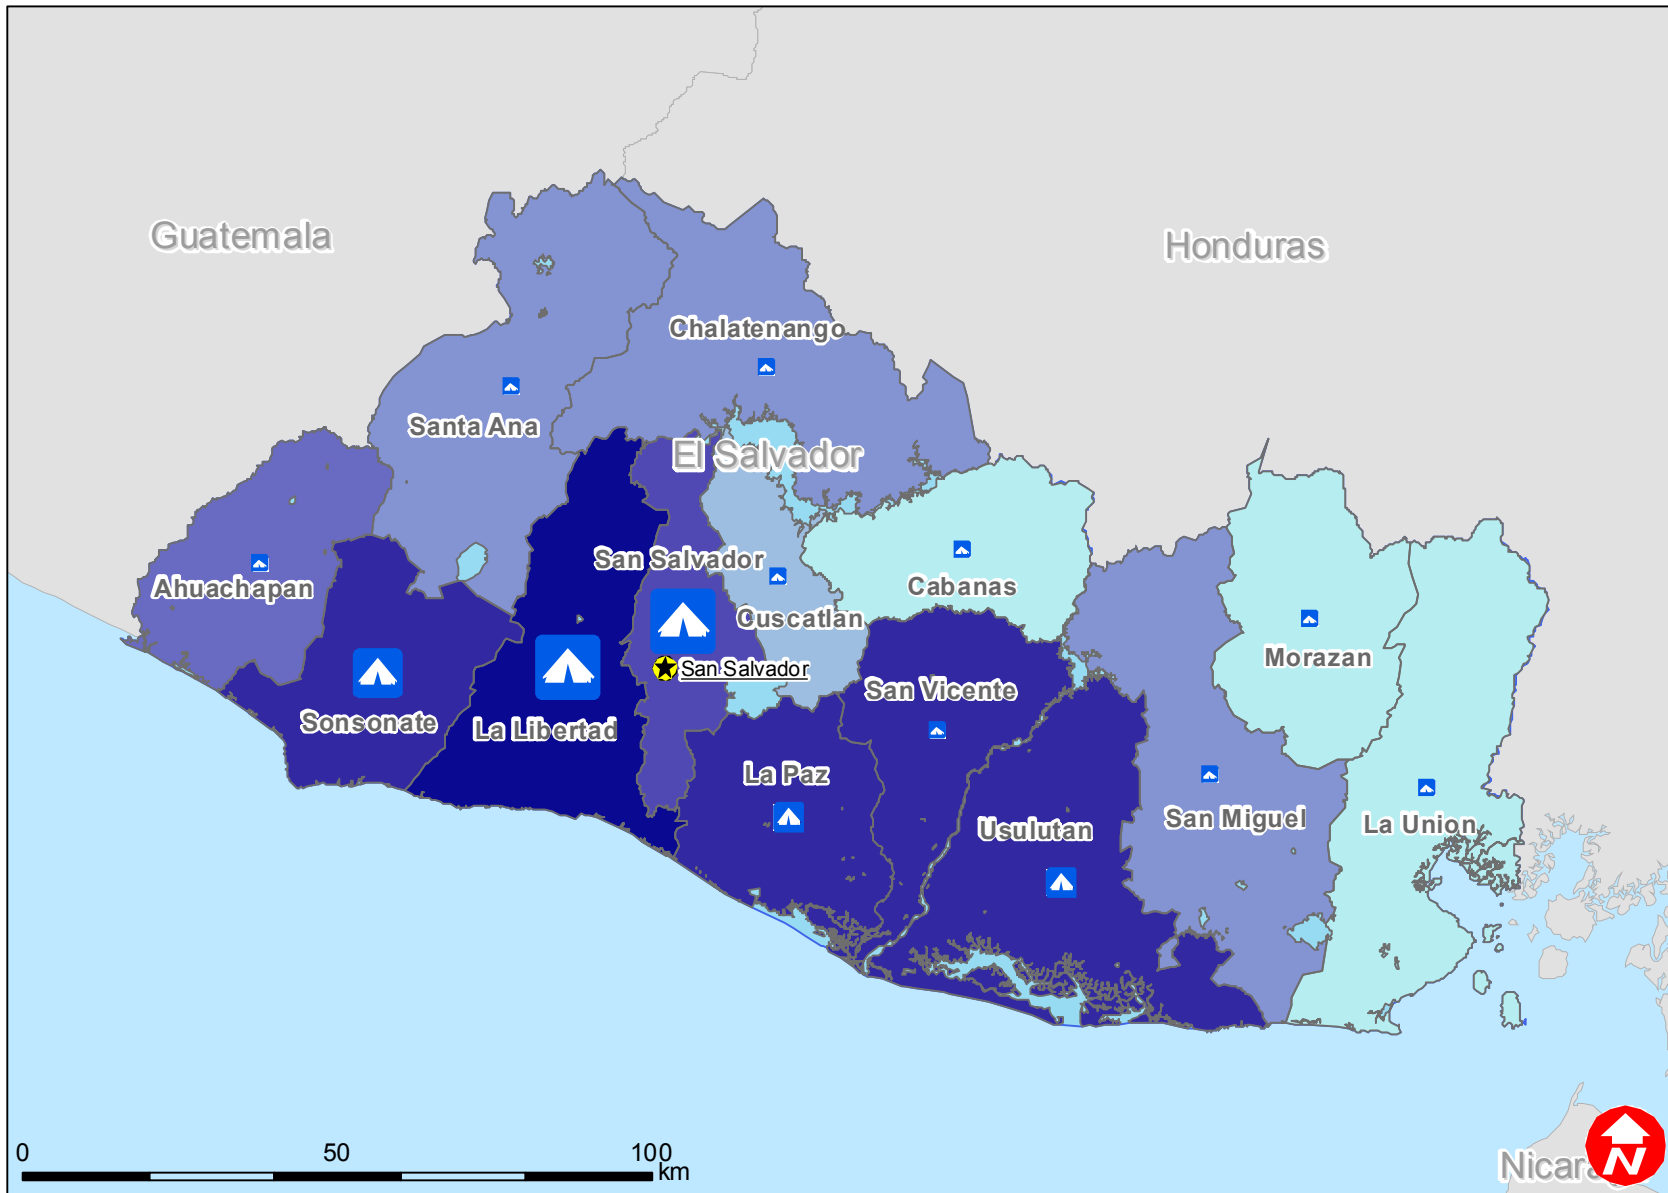 Guatemala
Honduras
Chalatenango
Santa Ana
El Salvador
San Salvador
Ahuachapan
Cabanas
Cuscatlan
Morazan
San Salvador
San Vicente
Sonsonate
La Libertad
La Paz
San Miguel
La Union
Usulutan
0 50 100
km
N